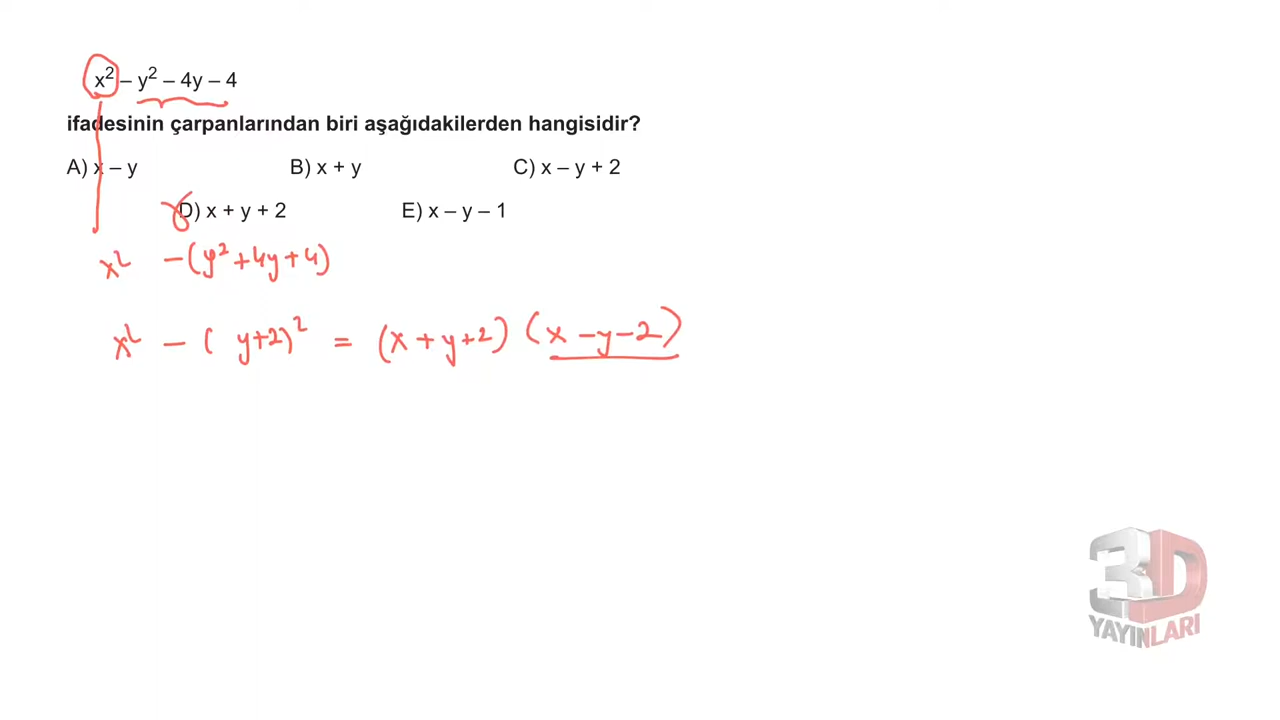 x² – y² – 4y – 4
ifadesinin çarpanlarından biri aşağıdakilerden hangisidir?
A) x – y B) x + y C) x – y + 2
D) x + y + 2 E) x – y – 1
x² –(y²+4y+4)
x² – ( y+2)² = (x+y+2) (x–y–2)
3D
YAYINLARI